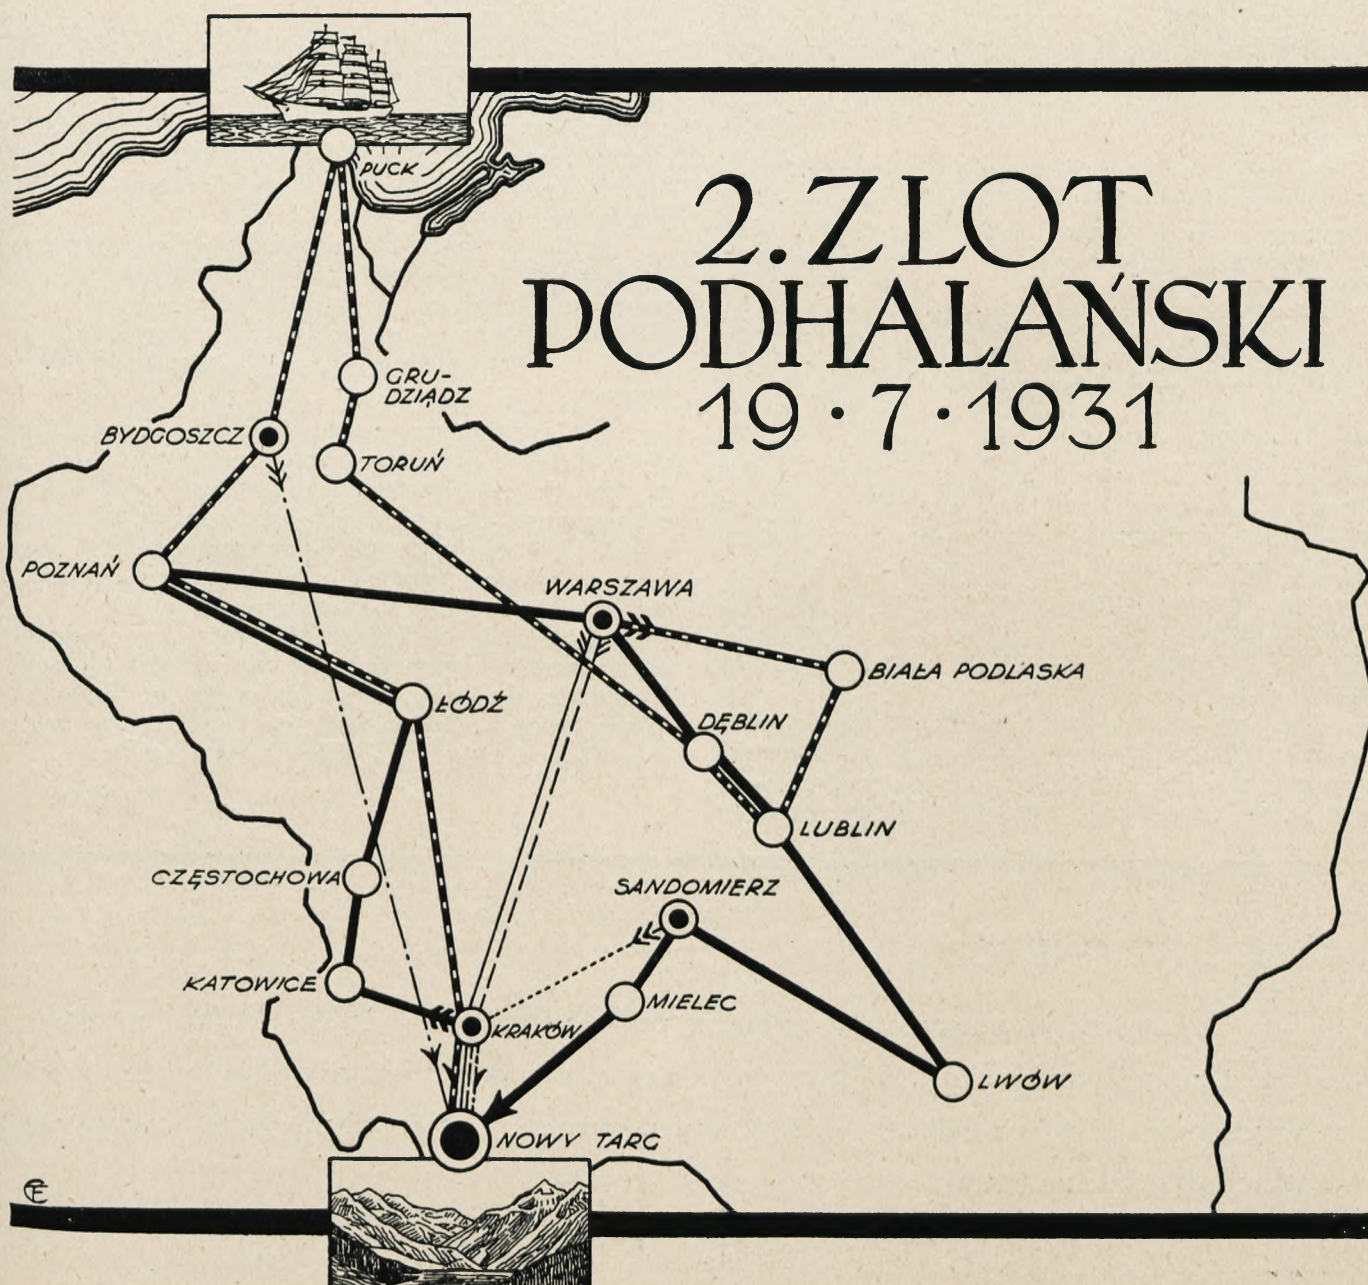 PUCK
2. ZLOT
PODHALAŃSKI
19·7·1931
GRU-
DZIĄDZ
BYDGOSZCZ
TORUŃ
POZNAŃ
WARSZAWA
BIAŁA PODLASKA
ŁÓDŹ
DĘBLIN
LUBLIN
CZĘSTOCHOWA
SANDOMIERZ
KATOWICE
MIELEC
KRAKÓW
LWÓW
NOWY TARG